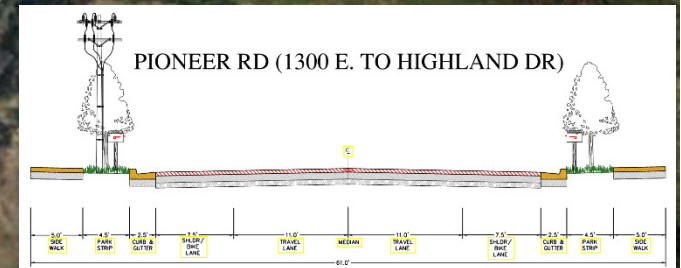 PIONEER RD (1300 E. TO HIGHLAND DR)
℄
5.0' 4.5' 2.5' 7.5' 11.0' 11.0' 7.5' 2.5' 4.5' 5.0'
SIDE WALK
PARK STRIP
CURB & GUTTER
SHLDR/ BIKE LANE
TRAVEL LANE
MEDIAN
TRAVEL LANE
SHLDR/ BIKE LANE
CURB & GUTTER
PARK STRIP
SIDE WALK
61.0'